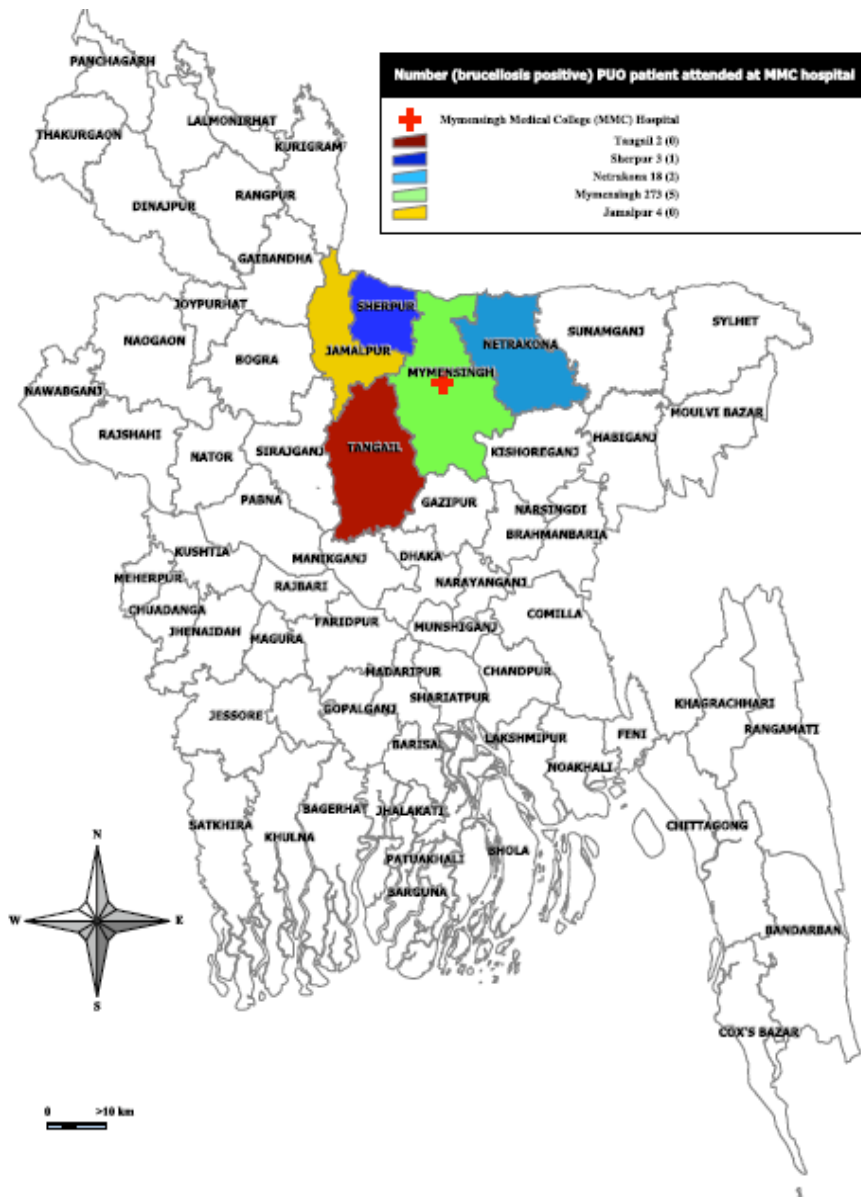 PANCHAGARH
Number (brucellosis positive) PUO patient attended at MMC hospital
Mymensingh Medical College (MMC) Hospital
Tangail 2 (0)
Sherpur 3 (1)
Netrakona 18 (2)
Mymensingh 273 (5)
Jamalpur 4 (0)
THAKURGAON
LALMONIRHAT
KURIGRAM
DINAJPUR
RANGPUR
GAIBANDHA
JOYPURHAT
SHERPUR
NAOGAON
JAMALPUR
NETRAKONA
SUNAMGANJ
SYLHET
BOGRA
MYMENSINGH
NAWABGANJ
MOULVI BAZAR
RAJSHAHI
NATOR
SIRAJGANJ
TANGAIL
KISHOREGANJ
HABIGANJ
PABNA
GAZIPUR
NARSINGDI
BRAHMANBARIA
KUSHTIA
MANIKGANJ
DHAKA
MEHERPUR
RAJBARI
NARAYANGANJ
CHUADANGA
JHENAIDAH
MAGURA
FARIDPUR
MUNSHIGANJ
COMILLA
MADARIPUR
CHANDPUR
SHARIATPUR
KHAGRACHHARI
JESSORE
GOPALGANJ
RANGAMATI
BARISAL
LAKSHMIPUR
FENI
NOAKHALI
SATKHIRA
KHULNA
BAGERHAT
JHALAKATI
CHITTAGONG
PATUAKHALI
BHOLA
BARGUNA
N
W
E
S
BANDARBAN
COX'S BAZAR
0 >10 km